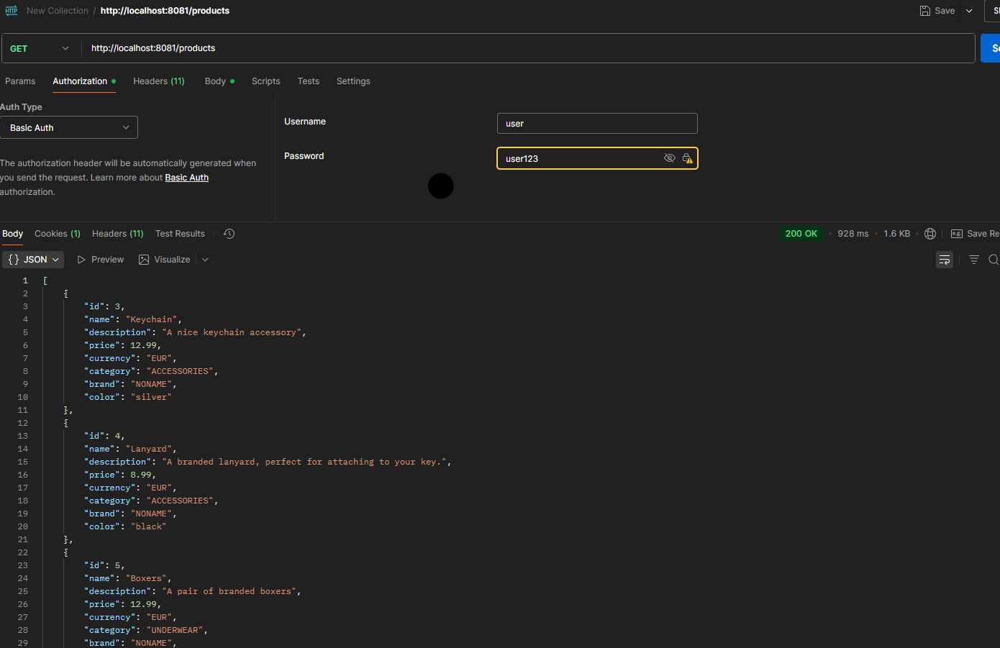 HTTP New Collection / http://localhost:8081/products Save
GET http://localhost:8081/products
Params Authorization Headers (11) Body Scripts Tests Settings
Auth Type
Basic Auth
The authorization header will be automatically generated when
you send the request. Learn more about Basic Auth
authorization.
Username user
Password user123
Body Cookies (1) Headers (11) Test Results 200 OK 928 ms 1.6 KB e.g. Save Re
{} JSON Preview Visualize
1 [
2 {
3 "id": 3,
4 "name": "Keychain",
5 "description": "A nice keychain accessory",
6 "price": 12.99,
7 "currency": "EUR",
8 "category": "ACCESSORIES",
9 "brand": "NONAME",
10 "color": "silver"
11 },
12 {
13 "id": 4,
14 "name": "Lanyard",
15 "description": "A branded lanyard, perfect for attaching to your key.",
16 "price": 8.99,
17 "currency": "EUR",
18 "category": "ACCESSORIES",
19 "brand": "NONAME",
20 "color": "black"
21 },
22 {
23 "id": 5,
24 "name": "Boxers",
25 "description": "A pair of branded boxers",
26 "price": 12.99,
27 "currency": "EUR",
28 "category": "UNDERWEAR",
29 "brand": "NONAME",